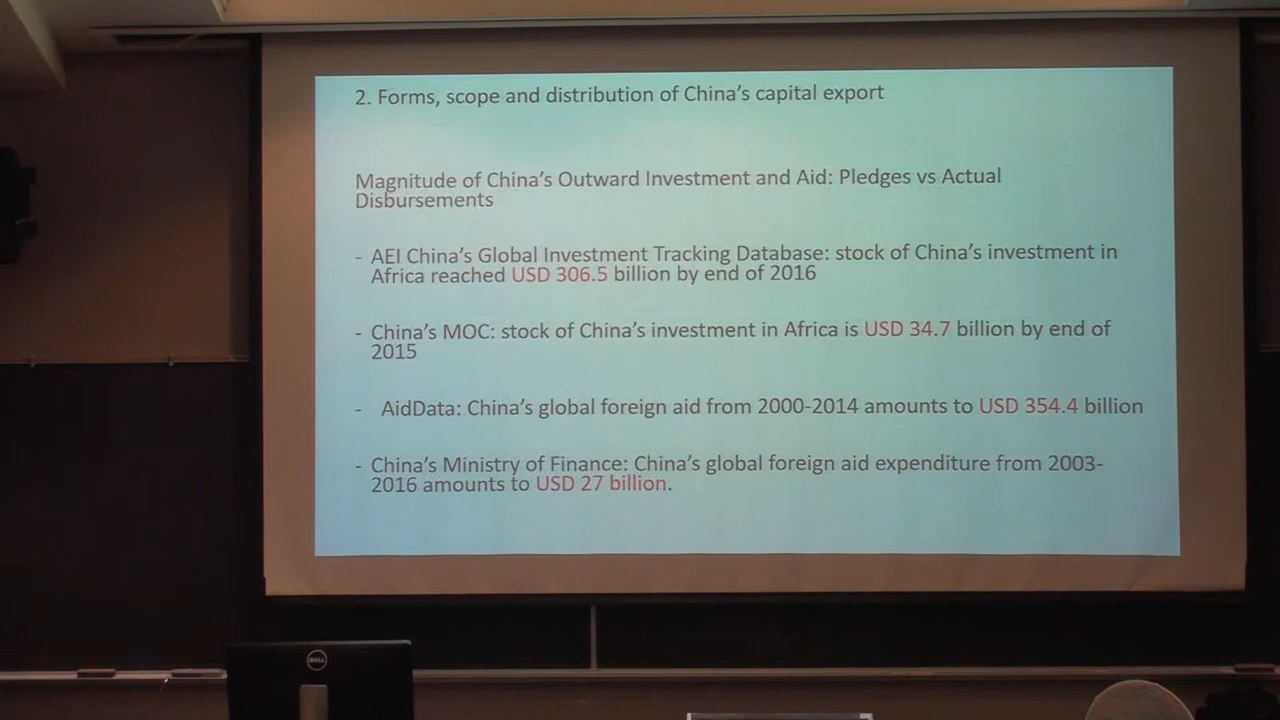 2. Forms, scope and distribution of China's capital export
Magnitude of China's Outward Investment and Aid: Pledges vs Actual
Disbursements
- AEI China's Global Investment Tracking Database: stock of China's investment in
Africa reached USD 306.5 billion by end of 2016
- China's MOC: stock of China's investment in Africa is USD 34.7 billion by end of
2015
- AidData: China's global foreign aid from 2000-2014 amounts to USD 354.4 billion
- China's Ministry of Finance: China's global foreign aid expenditure from 2003-
2016 amounts to USD 27 billion.
DELL